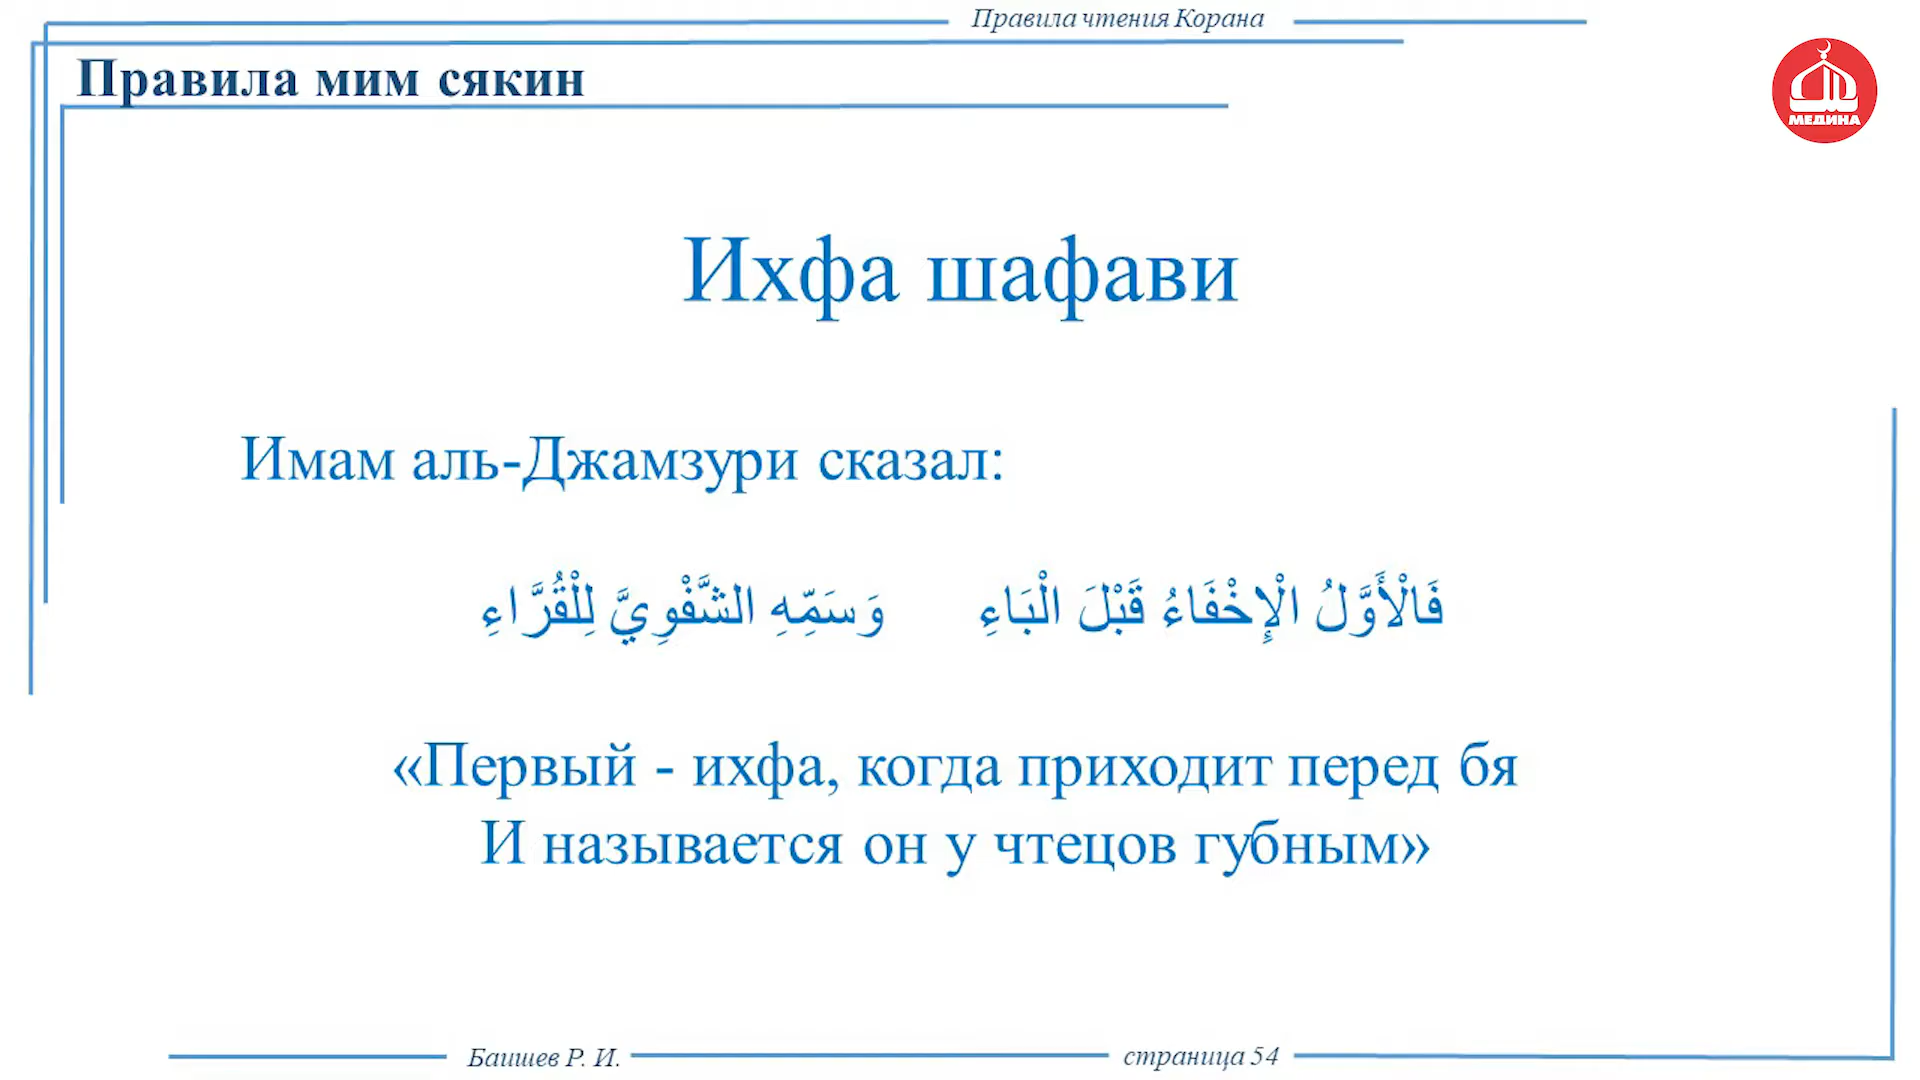 Правила чтения Корана
Правила мим сякин
МЕДИНА
Ихфа шафави
Имам аль-Джамзури сказал:
فَالْأَوَّلُ الْإِخْفَاءُ قَبْلَ الْبَاءِ وَسَمِّهِ الشَّفْوِيَّ لِلْقُرَّاءِ
«Первый - ихфа, когда приходит перед бя
И называется он у чтецов губным»
Баишев Р. И.
страница 54